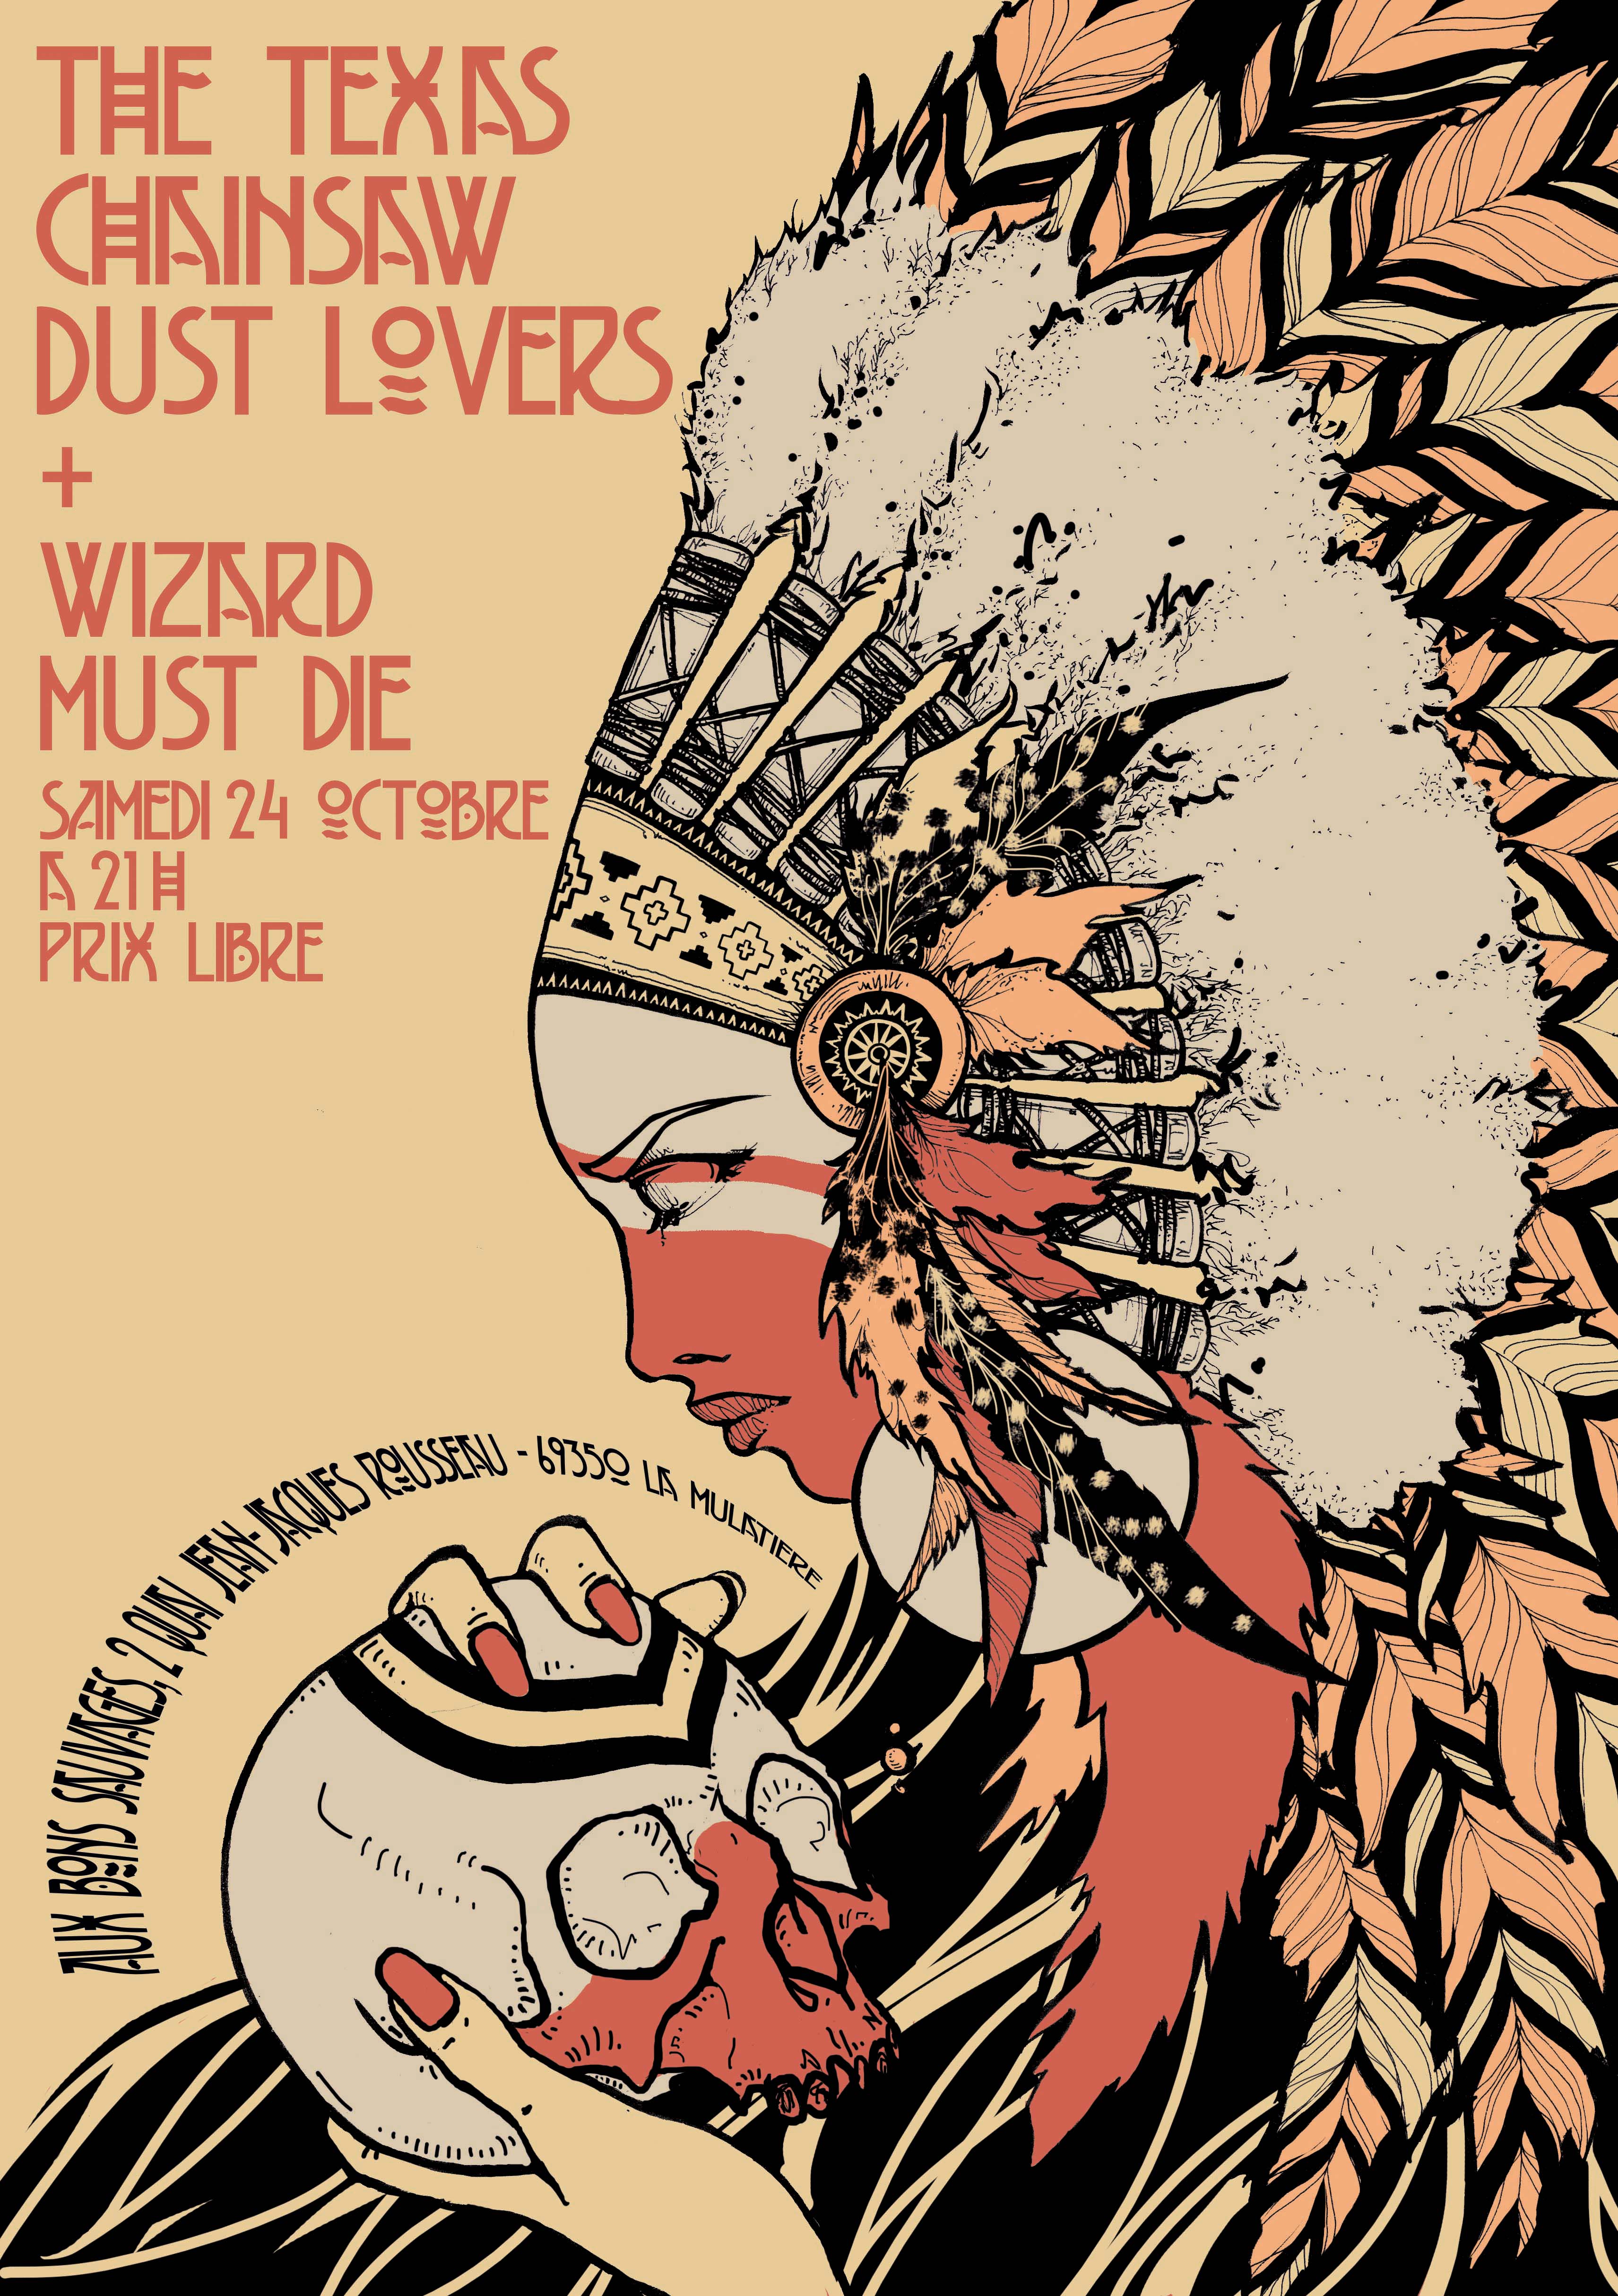 THE TEXAS
CHAINSAW
DUST LOVERS
+
WIZARD
MUST DIE
SAMEDI 24 OCTOBRE
A 21H
PRIX LIBRE
AUX BONS SAUVAGES, 2 QUAI JEAN-JACQUES ROUSSEAU - 69350 LA MULATIERE